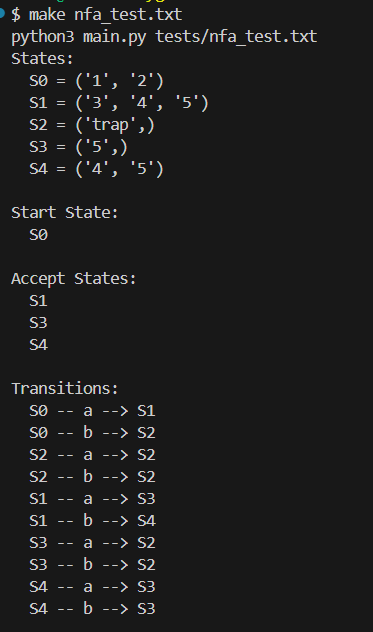 $ make nfa_test.txt
python3 main.py tests/nfa_test.txt
States:
  S0 = ('1', '2')
  S1 = ('3', '4', '5')
  S2 = ('trap',)
  S3 = ('5',)
  S4 = ('4', '5')

Start State:
  S0

Accept States:
  S1
  S3
  S4

Transitions:
  S0 -- a --> S1
  S0 -- b --> S2
  S2 -- a --> S2
  S2 -- b --> S2
  S1 -- a --> S3
  S1 -- b --> S4
  S3 -- a --> S2
  S3 -- b --> S2
  S4 -- a --> S3
  S4 -- b --> S3